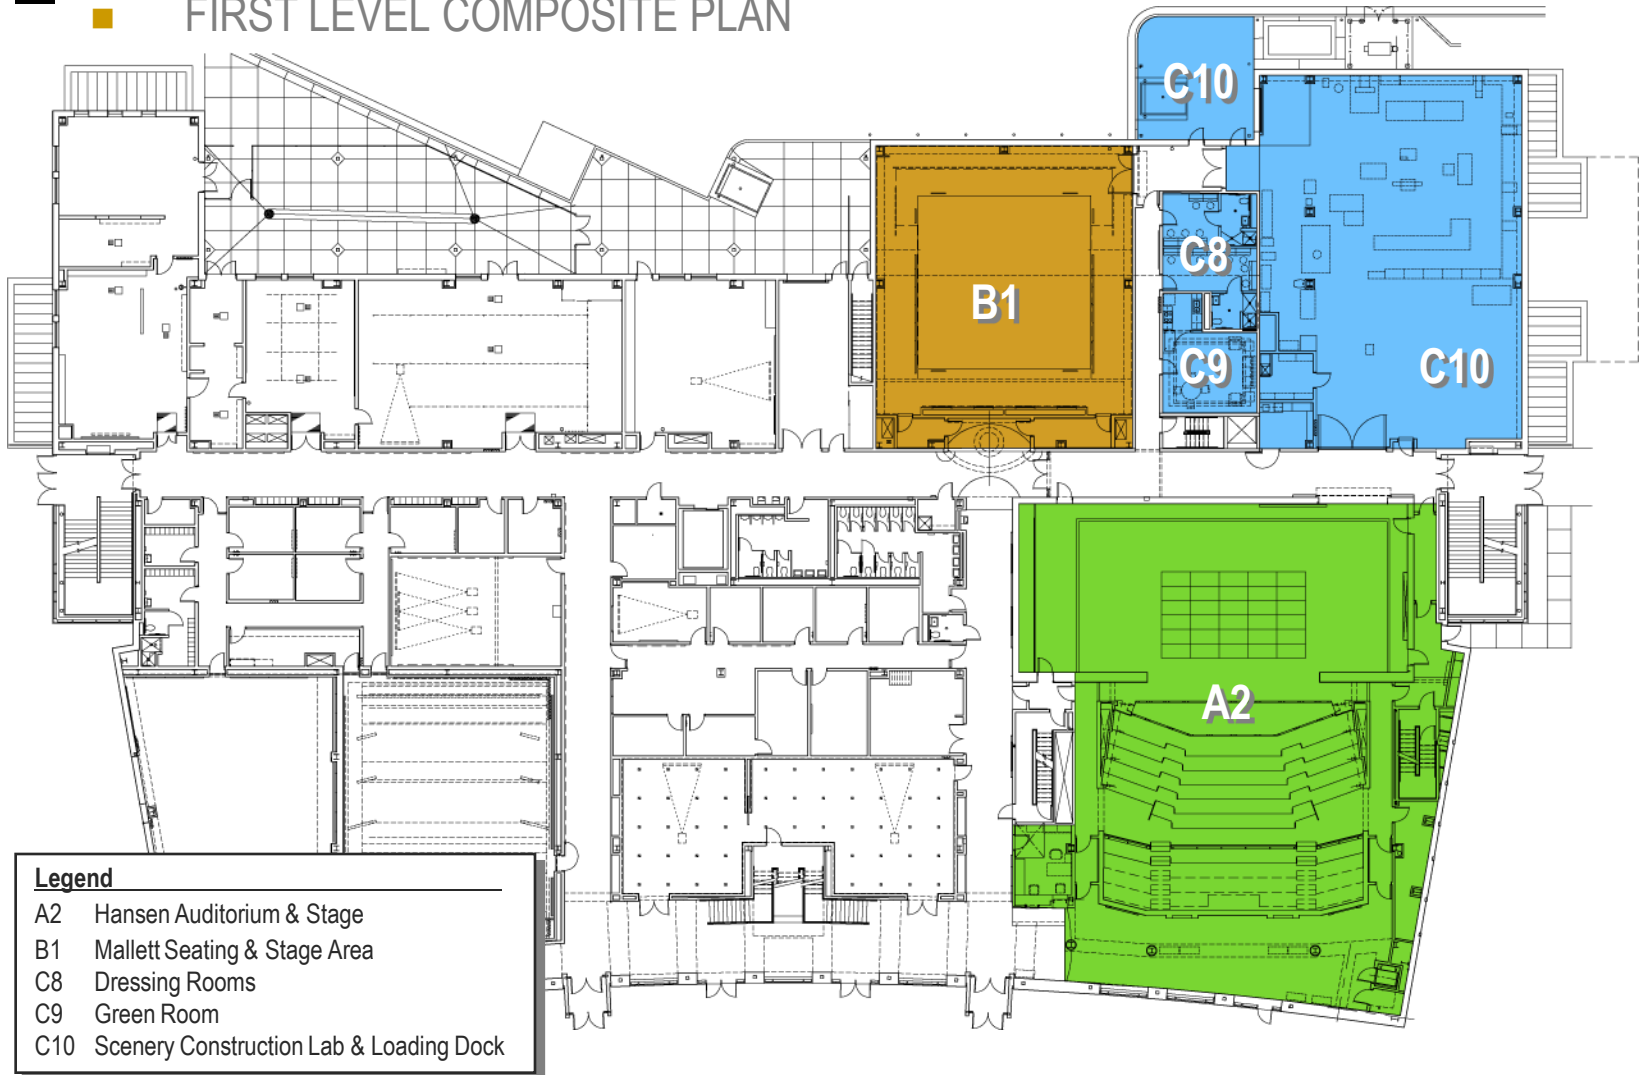 FIRST LEVEL COMPOSITE PLAN
C10
C8
B1
C9
C10
A2
Legend
A2 Hansen Auditorium & Stage
B1 Mallett Seating & Stage Area
C8 Dressing Rooms
C9 Green Room
C10 Scenery Construction Lab & Loading Dock